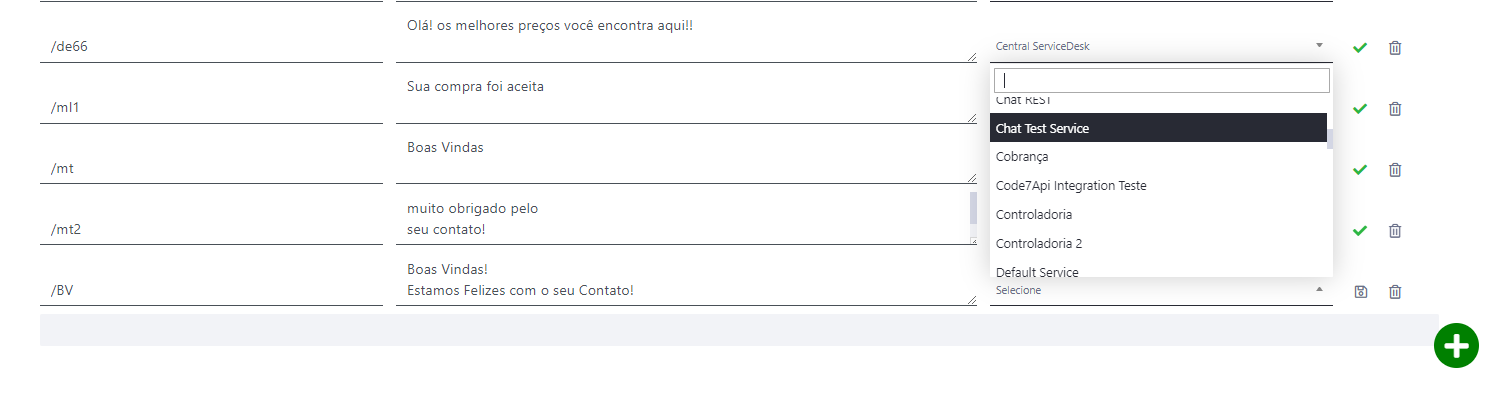 /de66
Olá! os melhores preços você encontra aqui!!
Central ServiceDesk
/ml1
Sua compra foi aceita
Chat REST
Chat Test Service
/mt
Boas Vindas
Cobrança
Code7Api Integration Teste
/mt2
muito obrigado pelo
seu contato!
Controladoria
Controladoria 2
Default Service
/BV
Boas Vindas!
Estamos Felizes com o seu Contato!
Selecione